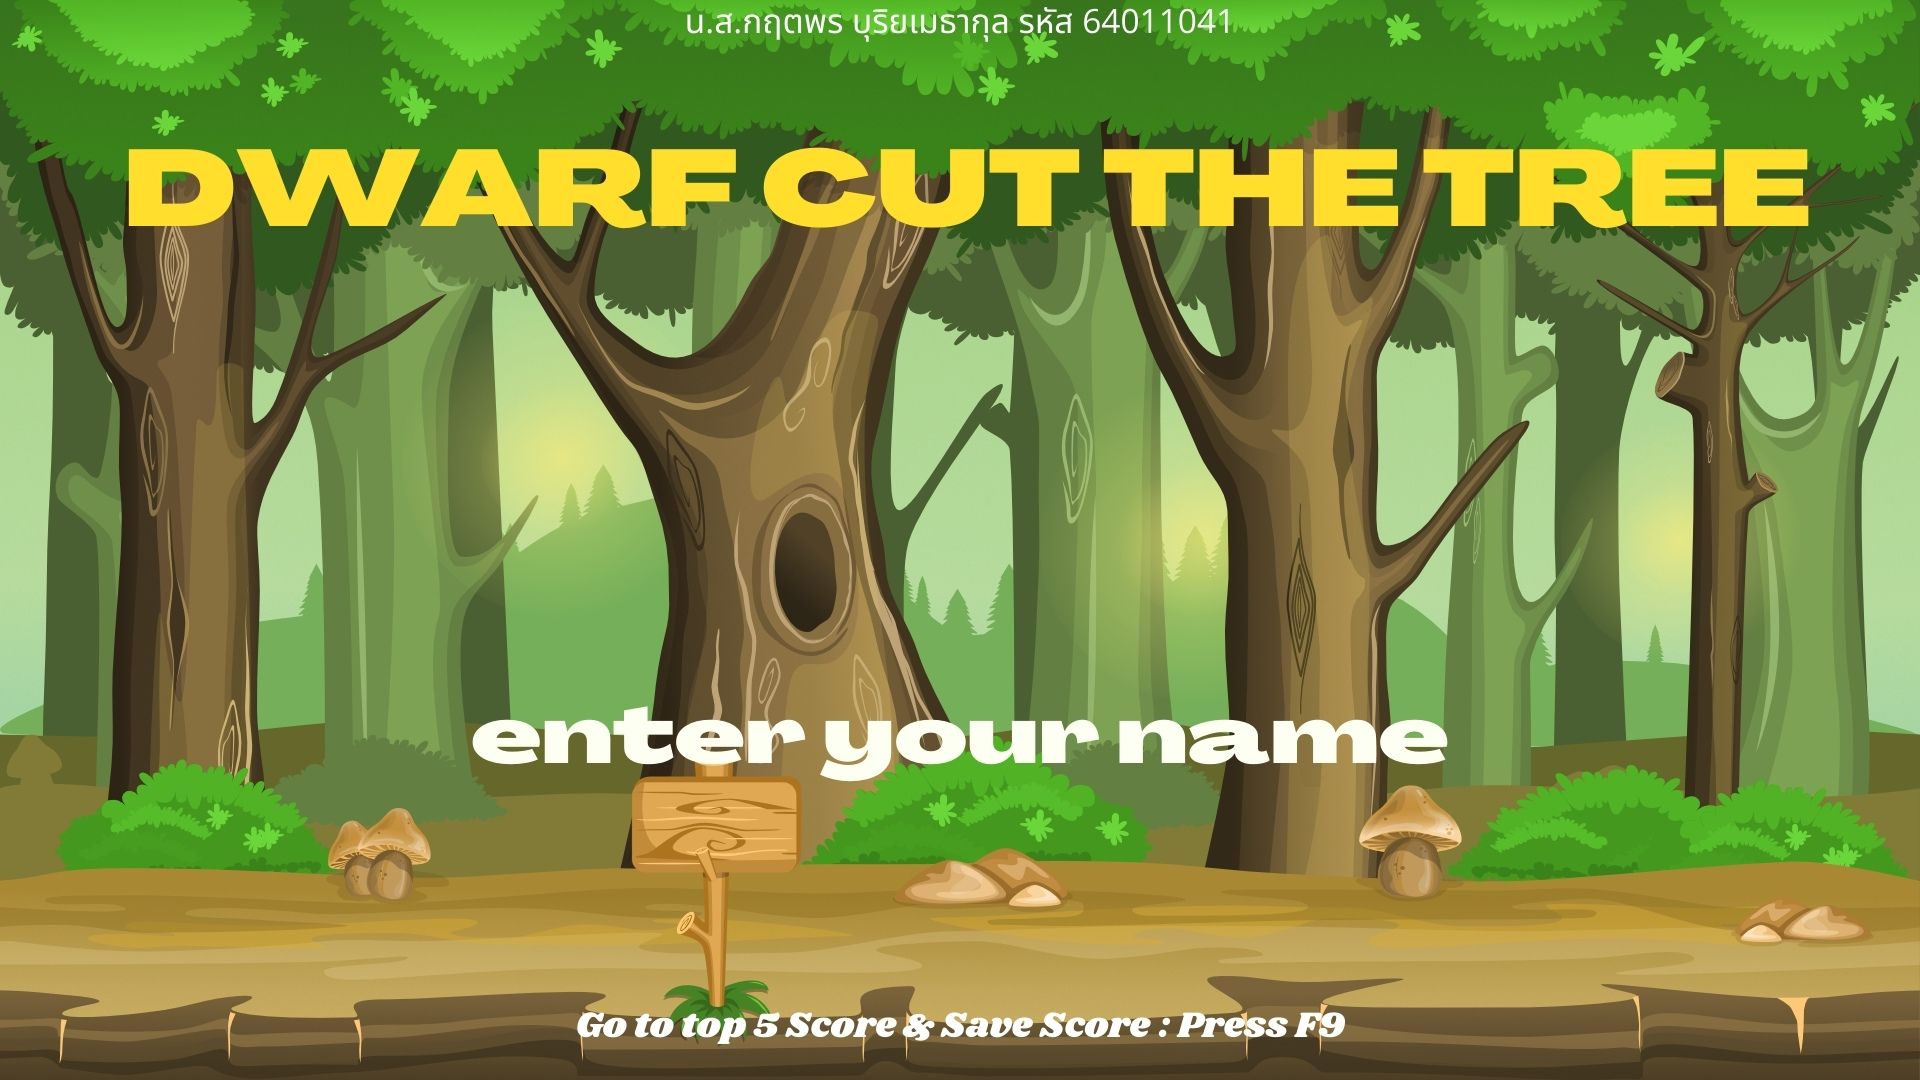 น.ส.กฤตพร บุริยเมธากุล รหัส 64011041
DWARF CUT THE TREE
enter your name
Go to top 5 Score & Save Score : Press F9